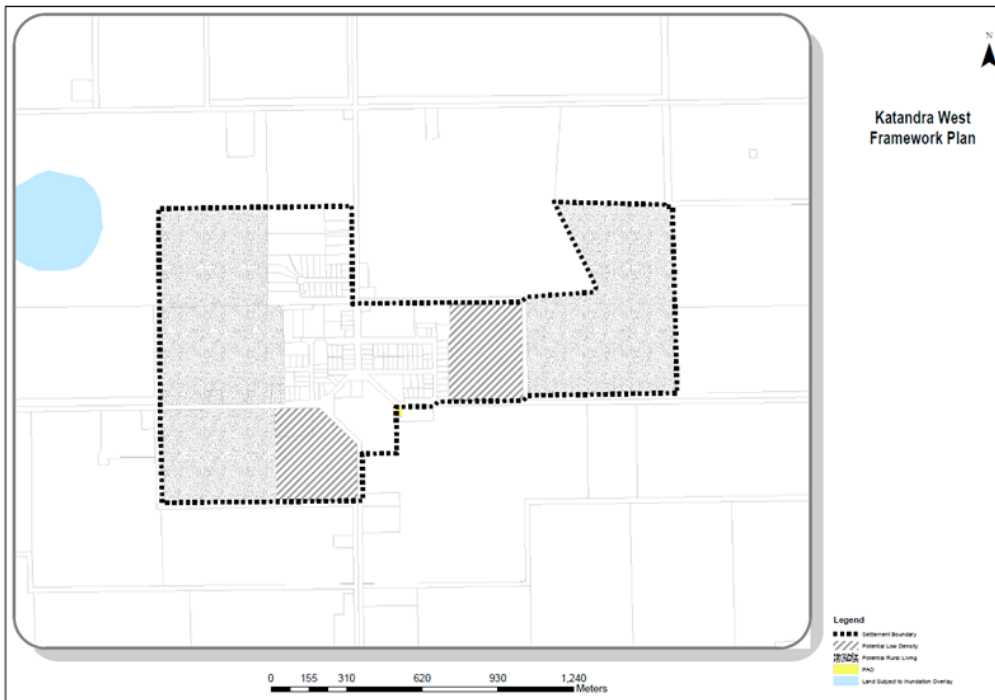 N
Katandra West
Framework Plan
Legend
Settlement Boundary
Potential Low Density
Potential Rural Living
PAO
Land Subject to Inundation Overlay
0 155 310 620 930 1,240
Meters